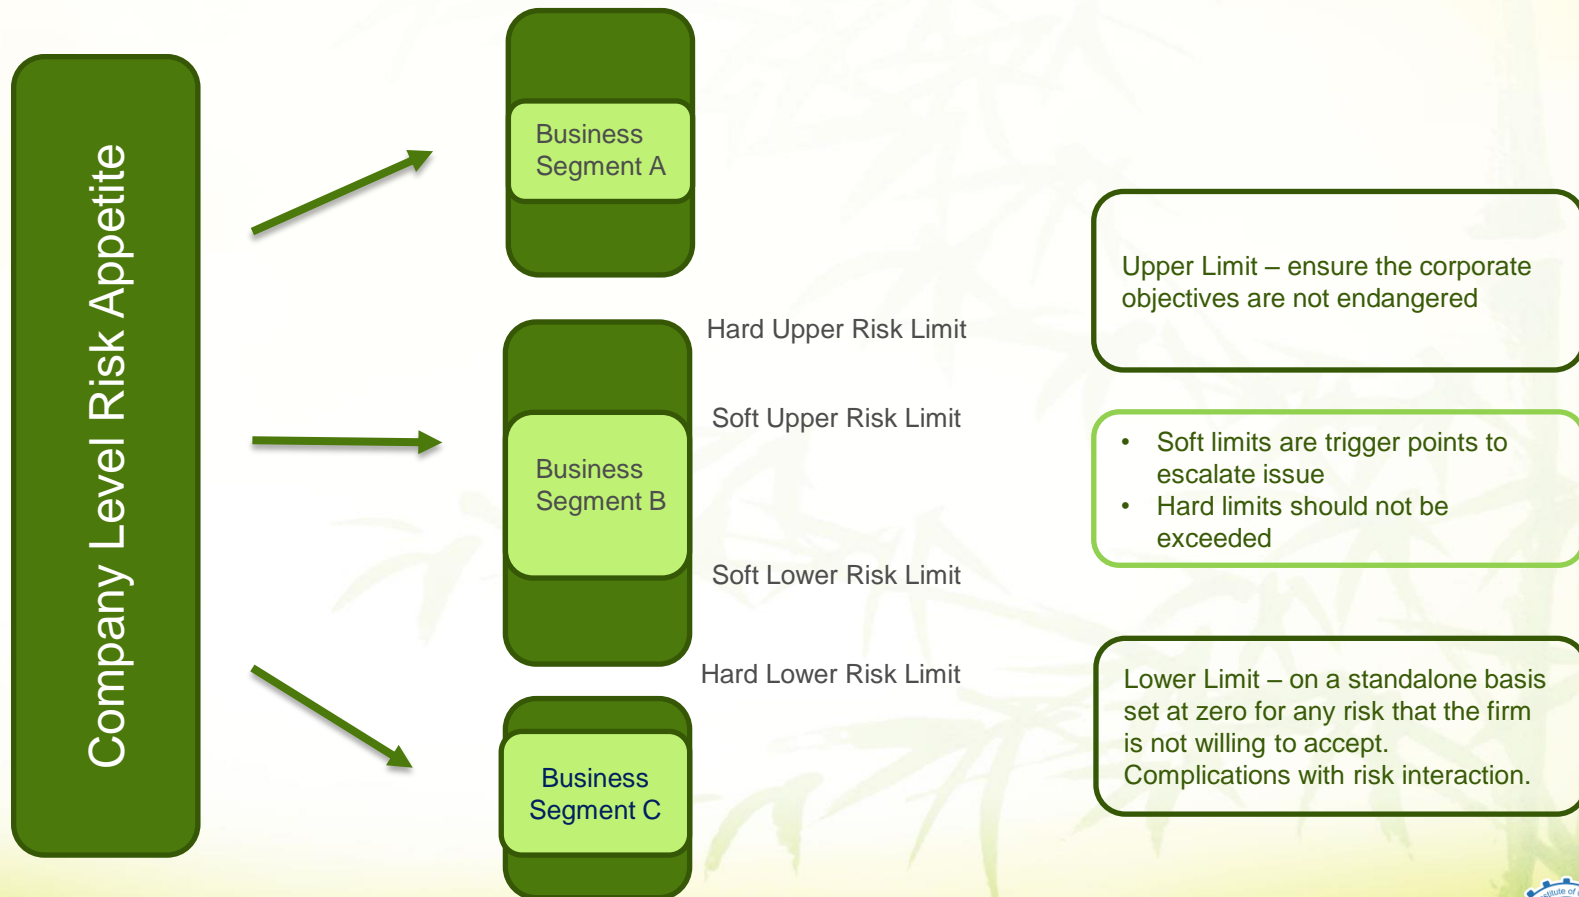 Company Level Risk Appetite
Business
Segment A
Hard Upper Risk Limit
Soft Upper Risk Limit
Business
Segment B
Soft Lower Risk Limit
Hard Lower Risk Limit
Business
Segment C
Upper Limit – ensure the corporate
objectives are not endangered
• Soft limits are trigger points to
escalate issue
• Hard limits should not be
exceeded
Lower Limit – on a standalone basis
set at zero for any risk that the firm
is not willing to accept.
Complications with risk interaction.